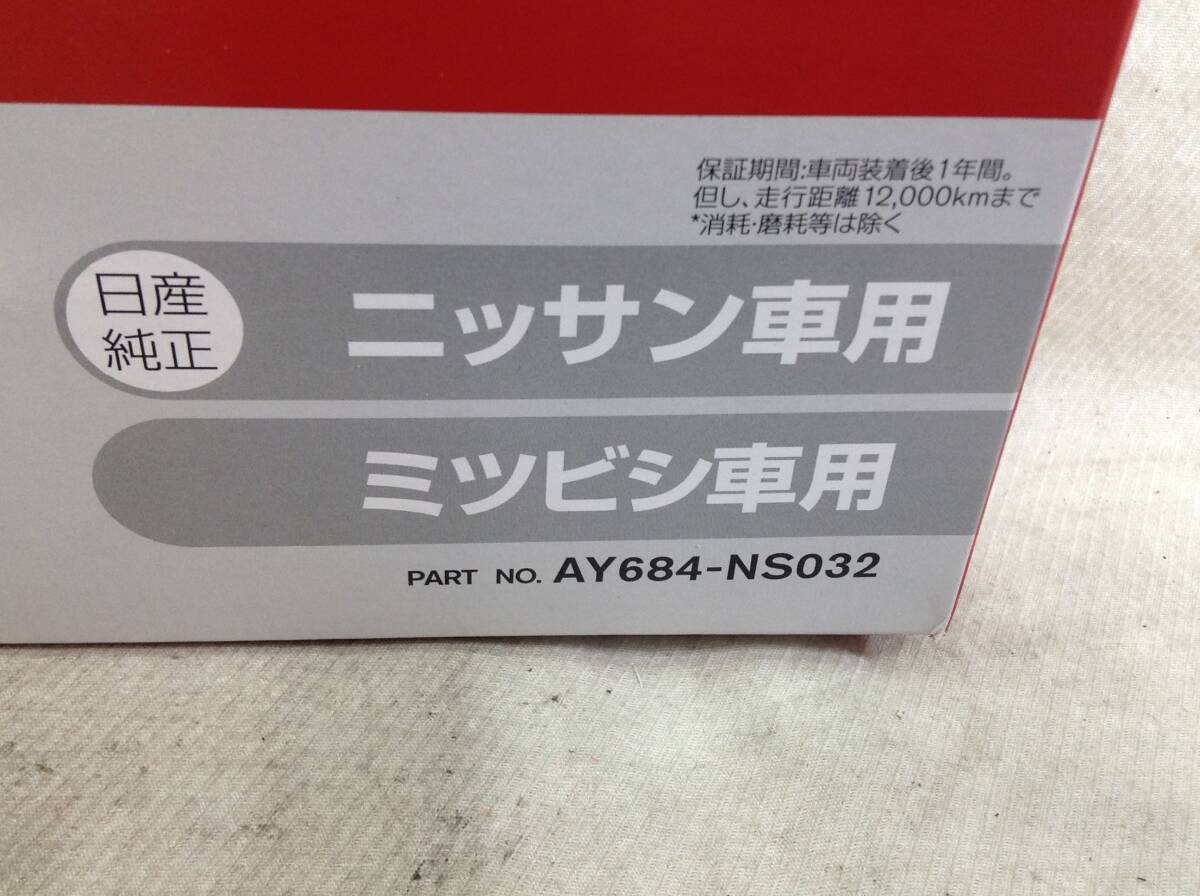 保証期間:車両装着後1年間。
但し、走行距離12,000kmまで
*消耗・磨耗等は除く
日産
純正
ニッサン車用
ミツビシ車用
PART NO. AY684-NS032